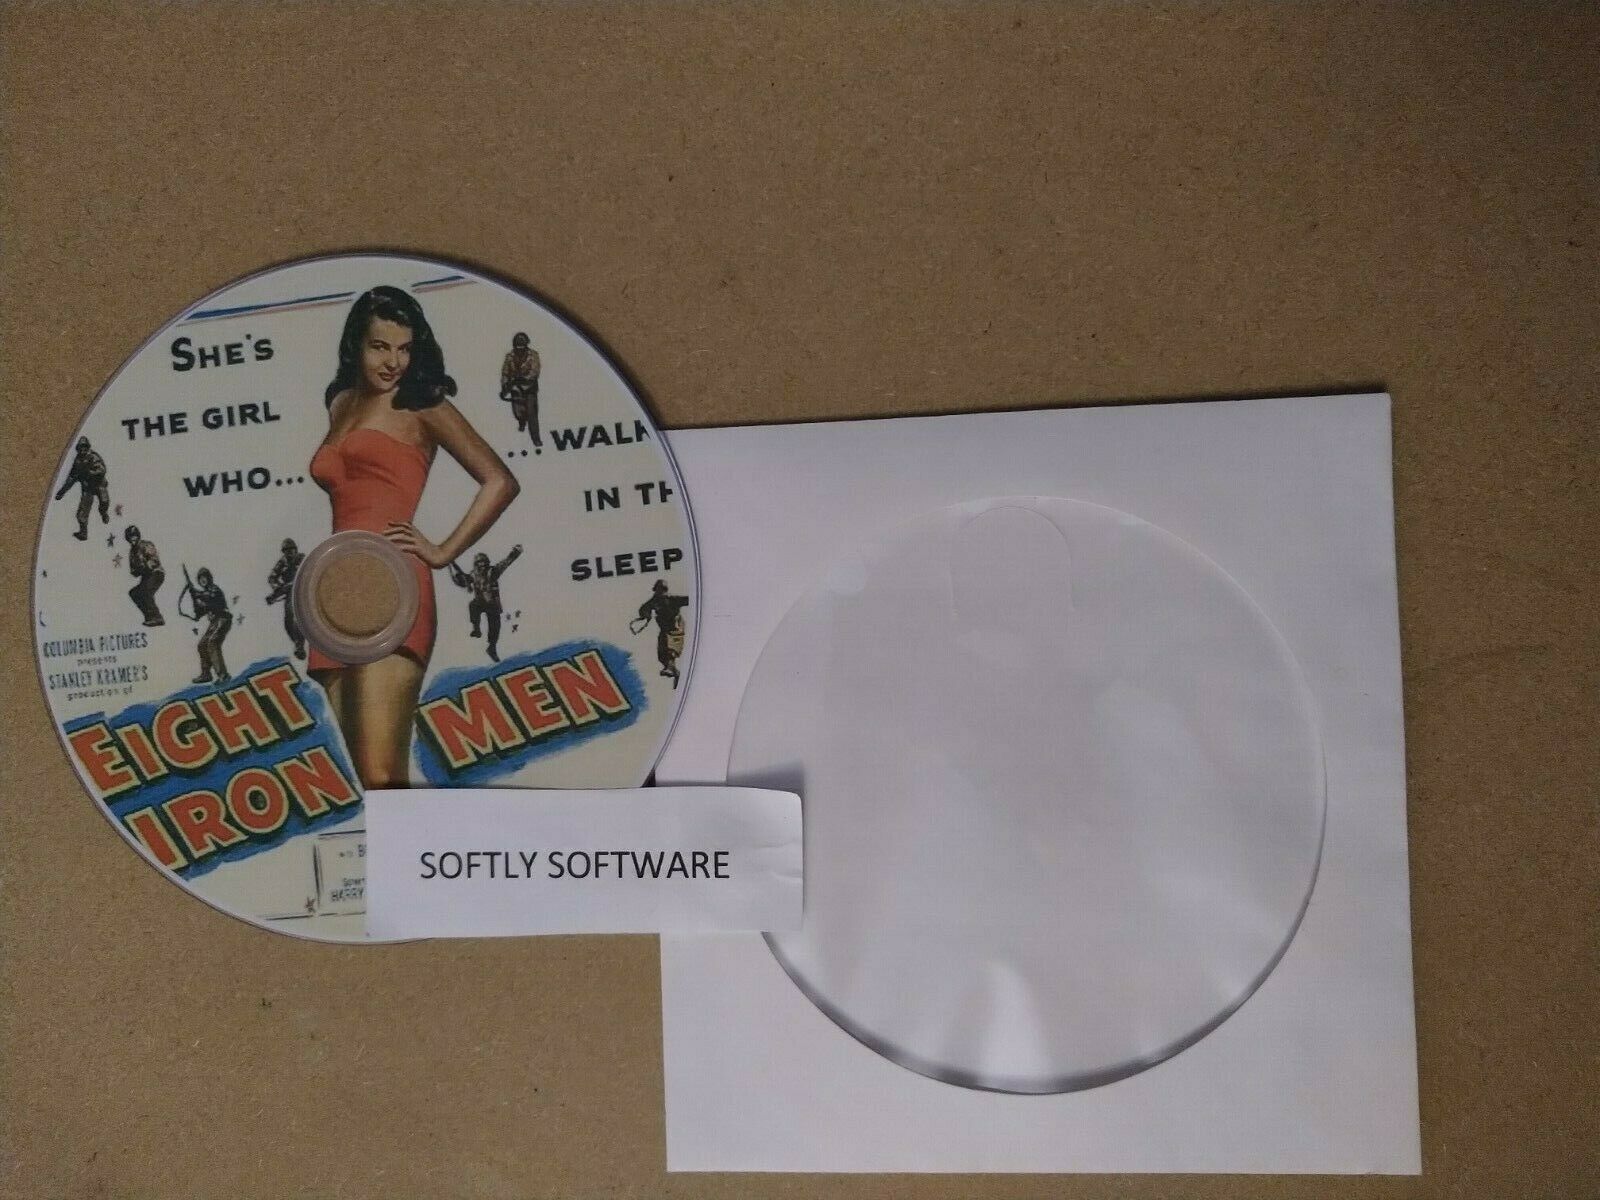 SHE'S
THE GIRL
WHO...
...WALK
IN TH
SLEEP
COLUMBIA PICTURES
presents
STANLEY KRAMER'S
production of
EIGHT
IRON
MEN
HARRY
SOFTLY SOFTWARE